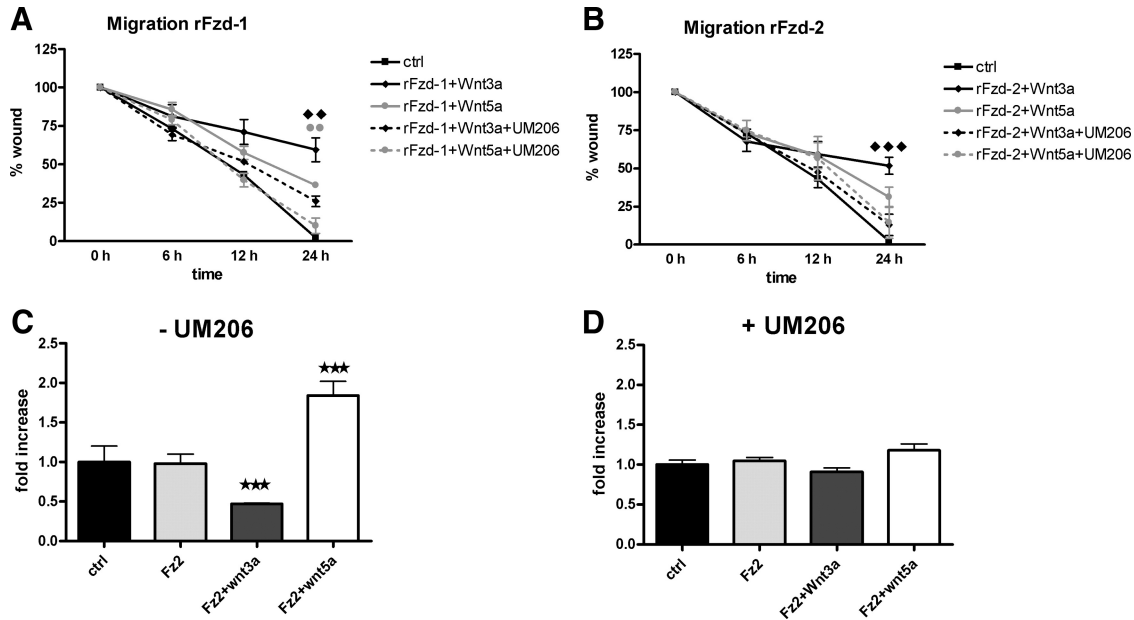 A
Migration rFzd-1
% wound
125
100
75
50
25
0
0 h
6 h
12 h
24 h
time
ctrl
rFzd-1+Wnt3a
rFzd-1+Wnt5a
rFzd-1+Wnt3a+UM206
rFzd-1+Wnt5a+UM206
B
Migration rFzd-2
% wound
125
100
75
50
25
0
0 h
6 h
12 h
24 h
time
ctrl
rFzd-2+Wnt3a
rFzd-2+Wnt5a
rFzd-2+Wnt3a+UM206
rFzd-2+Wnt5a+UM206
C
- UM206
fold increase
2.5
2.0
1.5
1.0
0.5
0.0
ctrl
Fz2
Fz2+wnt3a
Fz2+wnt5a
D
+ UM206
fold increase
2.5
2.0
1.5
1.0
0.5
0.0
ctrl
Fz2
Fz2+Wnt3a
Fz2+wnt5a